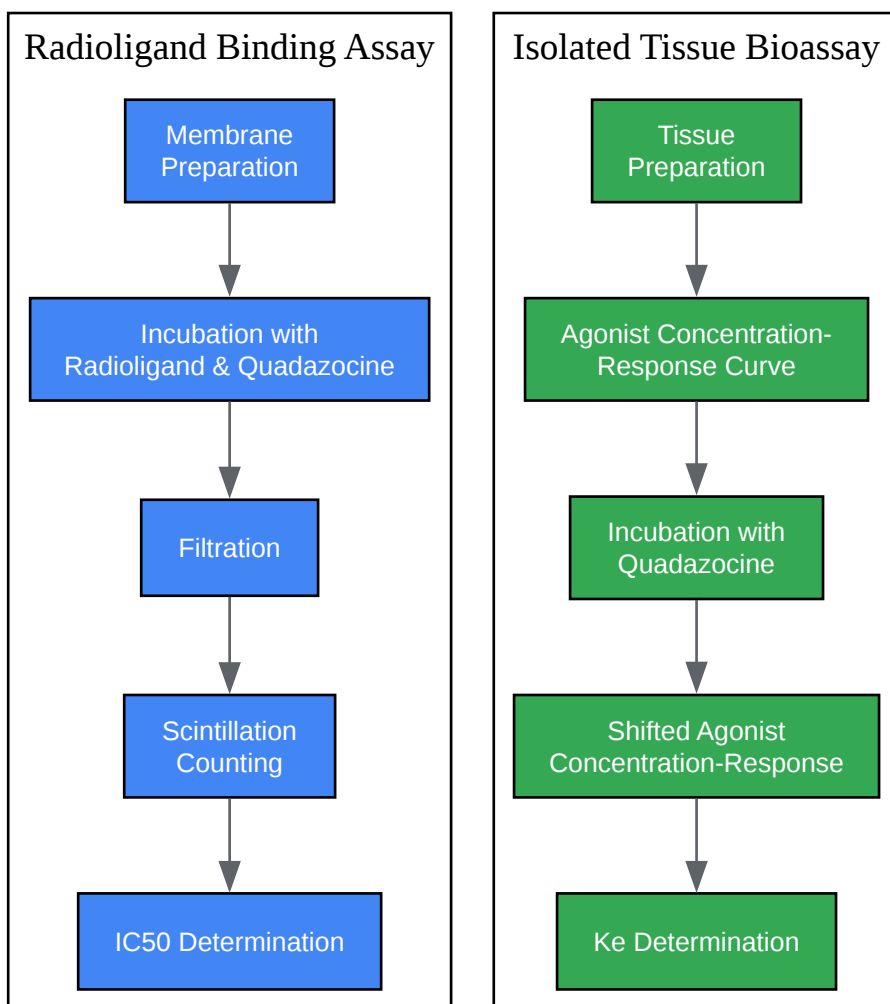 Radioligand Binding Assay
Membrane
Preparation
Incubation with
Radioligand & Quadazocine
Filtration
Scintillation
Counting
IC50 Determination
Isolated Tissue Bioassay
Tissue
Preparation
Agonist Concentration-
Response Curve
Incubation with
Quadazocine
Shifted Agonist
Concentration-Response
Ke Determination